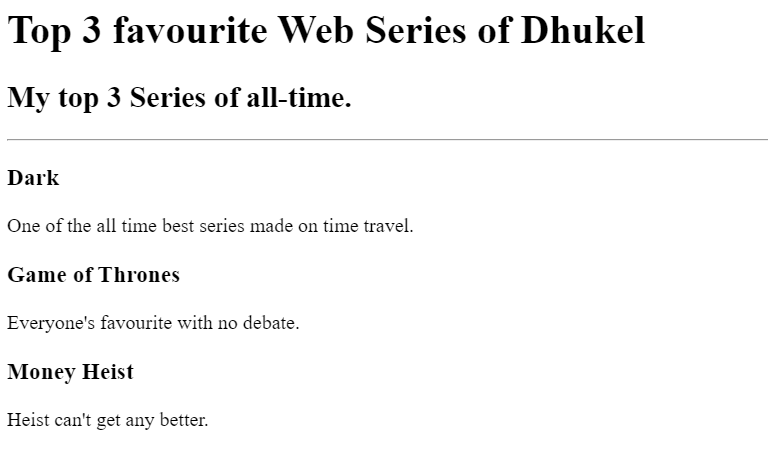 Top 3 favourite Web Series of Dhukel
My top 3 Series of all-time.
Dark
One of the all time best series made on time travel.
Game of Thrones
Everyone's favourite with no debate.
Money Heist
Heist can't get any better.